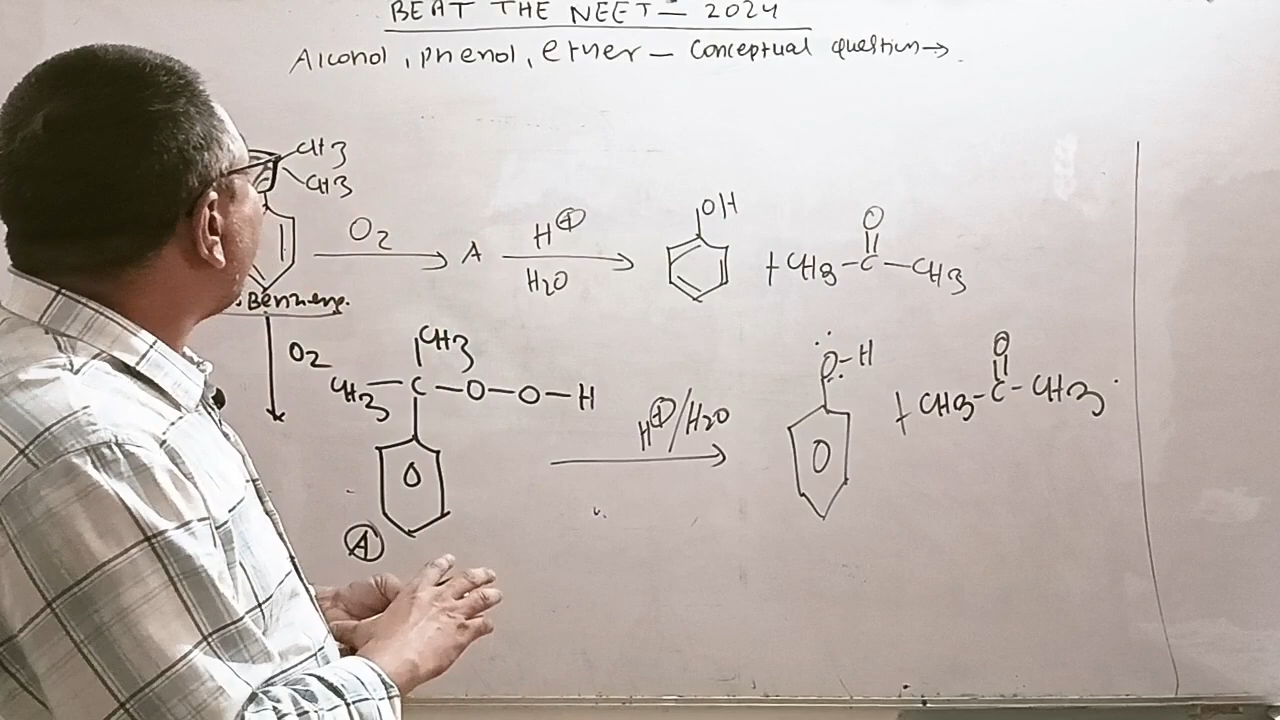 BEAT THE NEET — 2024
Alconol, phenol, ether — Conceptual question →
CH3
CH3
O2 A H⊕ H2O OH + CH3-C-CH3 O
Benzene.
O2
CH3
CH3-C-O-O-H
O
A
H⊕/H2O
O-H
O
+ CH3-C-CH3
O